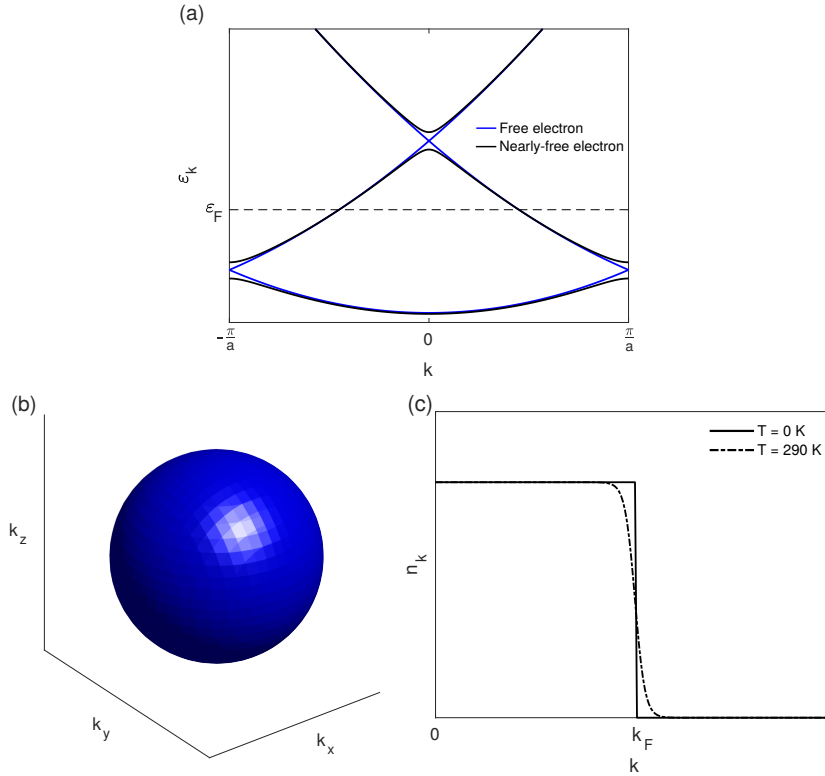 (a)
Free electron
Nearly-free electron
ε_k
ε_F
-π/a
0
π/a
k
(b)
k_z
k_y
k_x
(c)
T = 0 K
T = 290 K
n_k
0
k_F
k